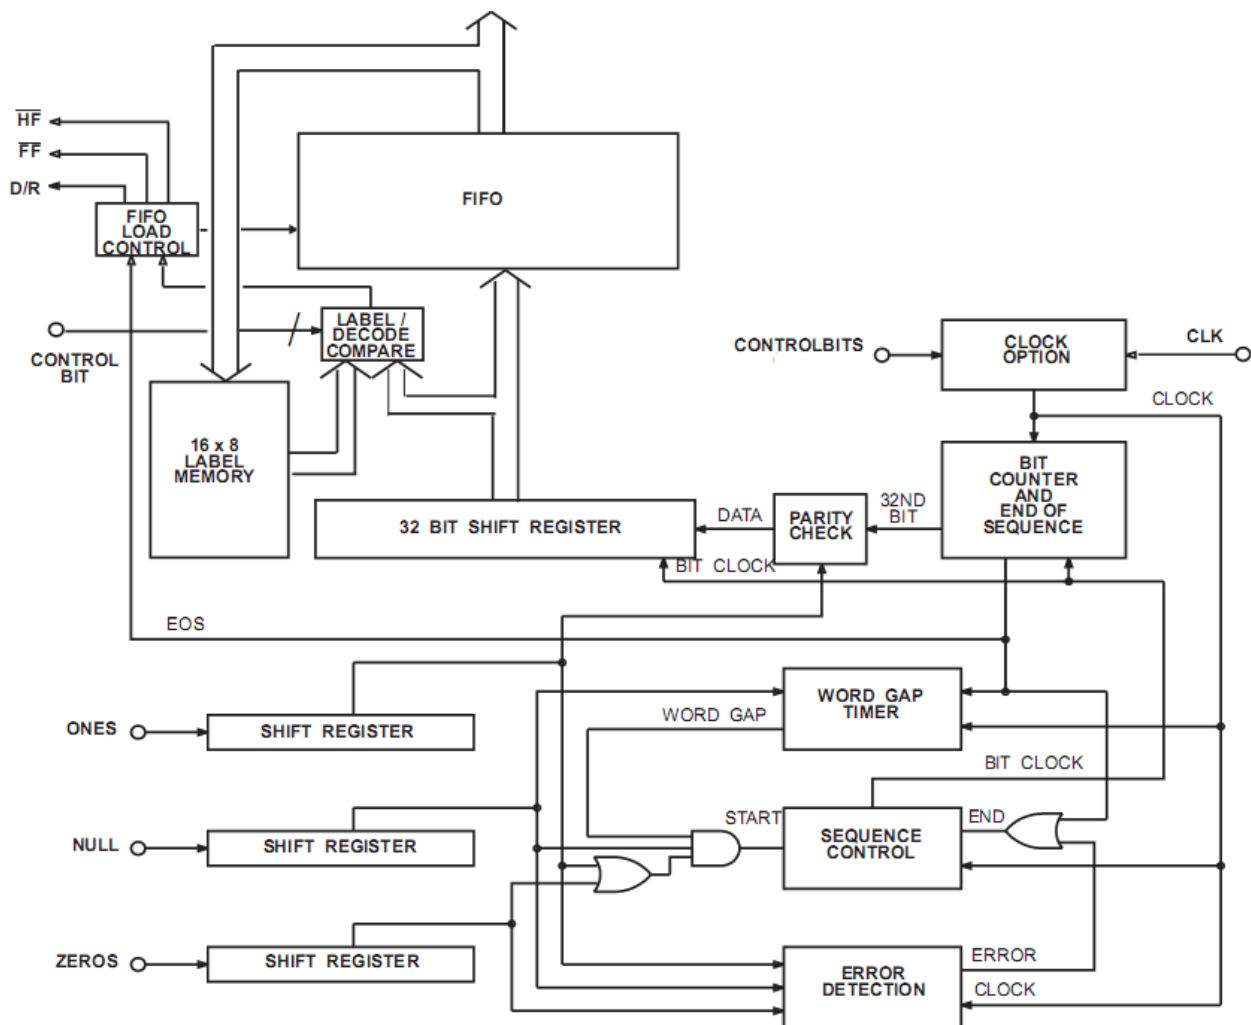 HF
FF
D/R
FIFO
LOAD
CONTROL
FIFO
LABEL /
DECODE
COMPARE
CONTROL
BIT
CONTROLBITS
CLOCK
OPTION
CLK
CLOCK
16 x 8
LABEL
MEMORY
BIT
COUNTER
AND
END OF
SEQUENCE
32ND
BIT
PARITY
CHECK
DATA
32 BIT SHIFT REGISTER
BIT CLOCK
EOS
WORD GAP
TIMER
WORD GAP
ONES
SHIFT REGISTER
BIT CLOCK
START
SEQUENCE
CONTROL
END
NULL
SHIFT REGISTER
ZEROS
SHIFT REGISTER
ERROR
DETECTION
ERROR
CLOCK